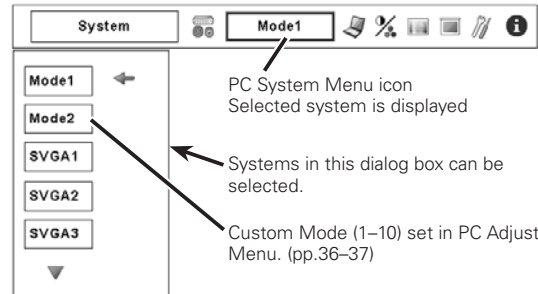 System
Mode1
Mode1
Mode2
SVGA1
SVGA2
SVGA3
PC System Menu icon
Selected system is displayed
Systems in this dialog box can be
selected.
Custom Mode (1–10) set in PC Adjust
Menu. (pp.36–37)